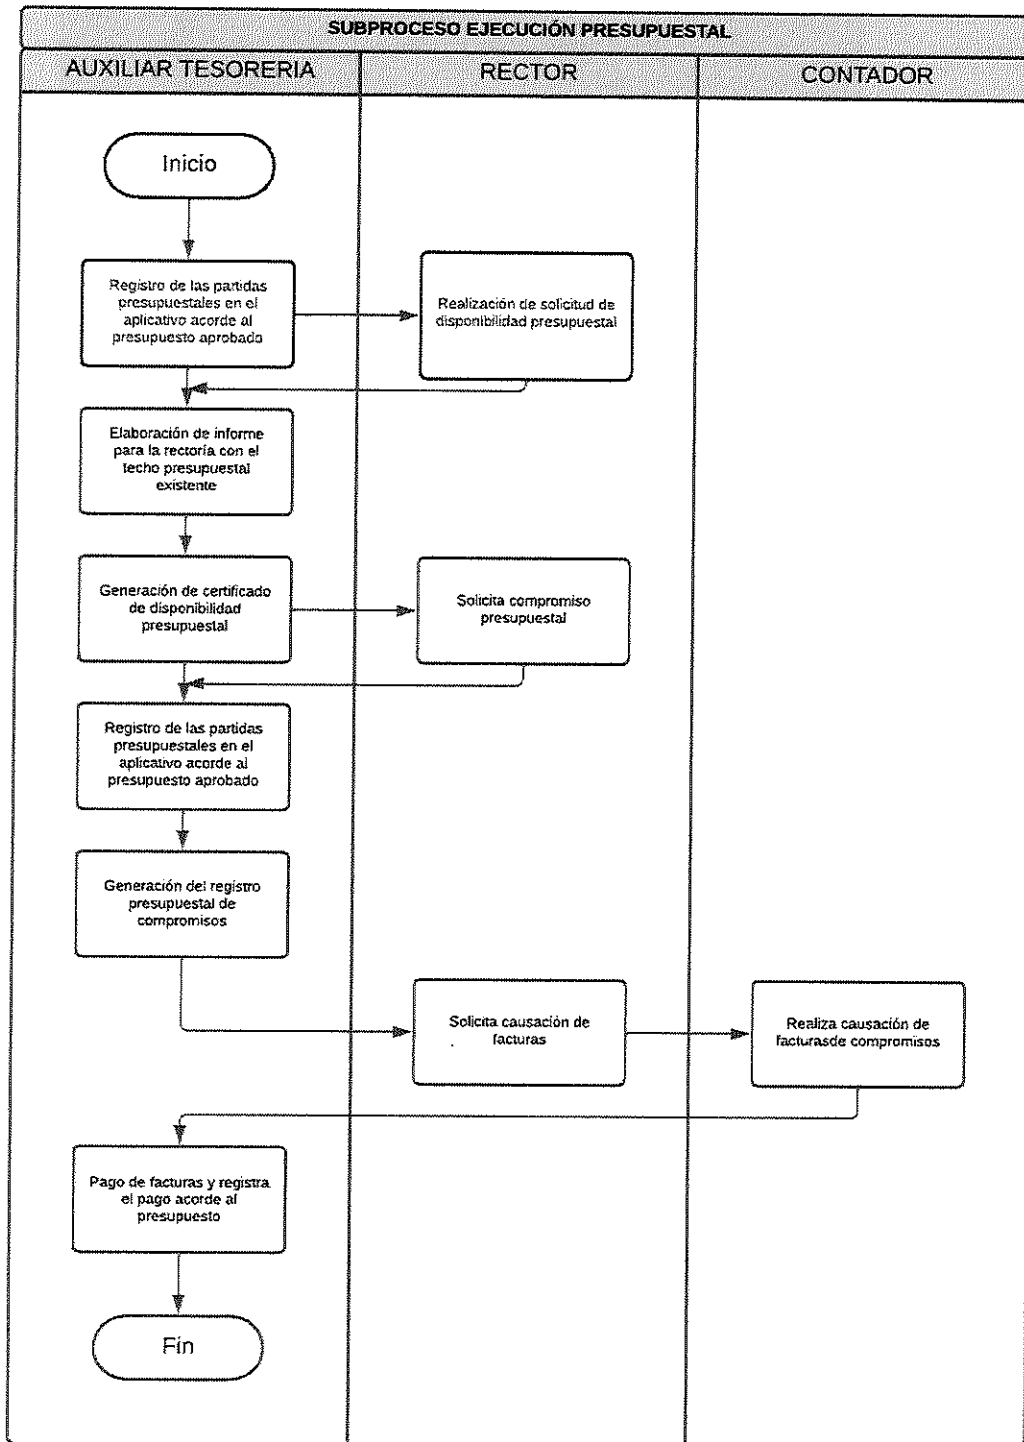 SUBPROCESO EJECUCIÓN PRESUPUESTAL
AUXILIAR TESORERIA
RECTOR
CONTADOR
Inicio
Registro de las partidas
presupuestales en el
aplicativo acorde al
presupuesto aprobado
Realización de solicitud de
disponibilidad presupuestal
Elaboración de informe
para la rectoría con el
techo presupuestal
existente
Generación de certificado
de disponibilidad
presupuestal
Solicita compromiso
presupuestal
Registro de las partidas
presupuestales en el
aplicativo acorde al
presupuesto aprobado
Generación del registro
presupuestal de
compromisos
Solicita causación de
facturas
Realiza causación de
facturasde compromisos
Pago de facturas y registra
el pago acorde al
presupuesto
Fin